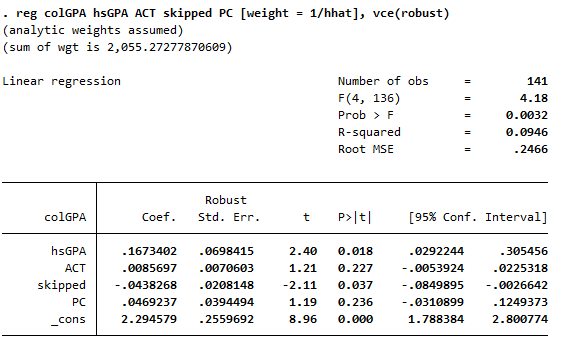 . reg colGPA hsGPA ACT skipped PC [weight = 1/hhat], vce(robust)
(analytic weights assumed)
(sum of wgt is 2,055.27277870609)
Linear regression Number of obs = 141
F(4, 136) = 4.18
Prob > F = 0.0032
R-squared = 0.0946
Root MSE = .2466
Robust
colGPA Coef. Std. Err. t P>|t| [95% Conf. Interval]
hsGPA .1673402 .0698415 2.40 0.018 .0292244 .305456
ACT .0085697 .0070603 1.21 0.227 -.0053924 .0225318
skipped -.0438268 .0208148 -2.11 0.037 -.0849895 -.0026642
PC .0469237 .0394494 1.19 0.236 -.0310899 .1249373
_cons 2.294579 .2559692 8.96 0.000 1.788384 2.800774